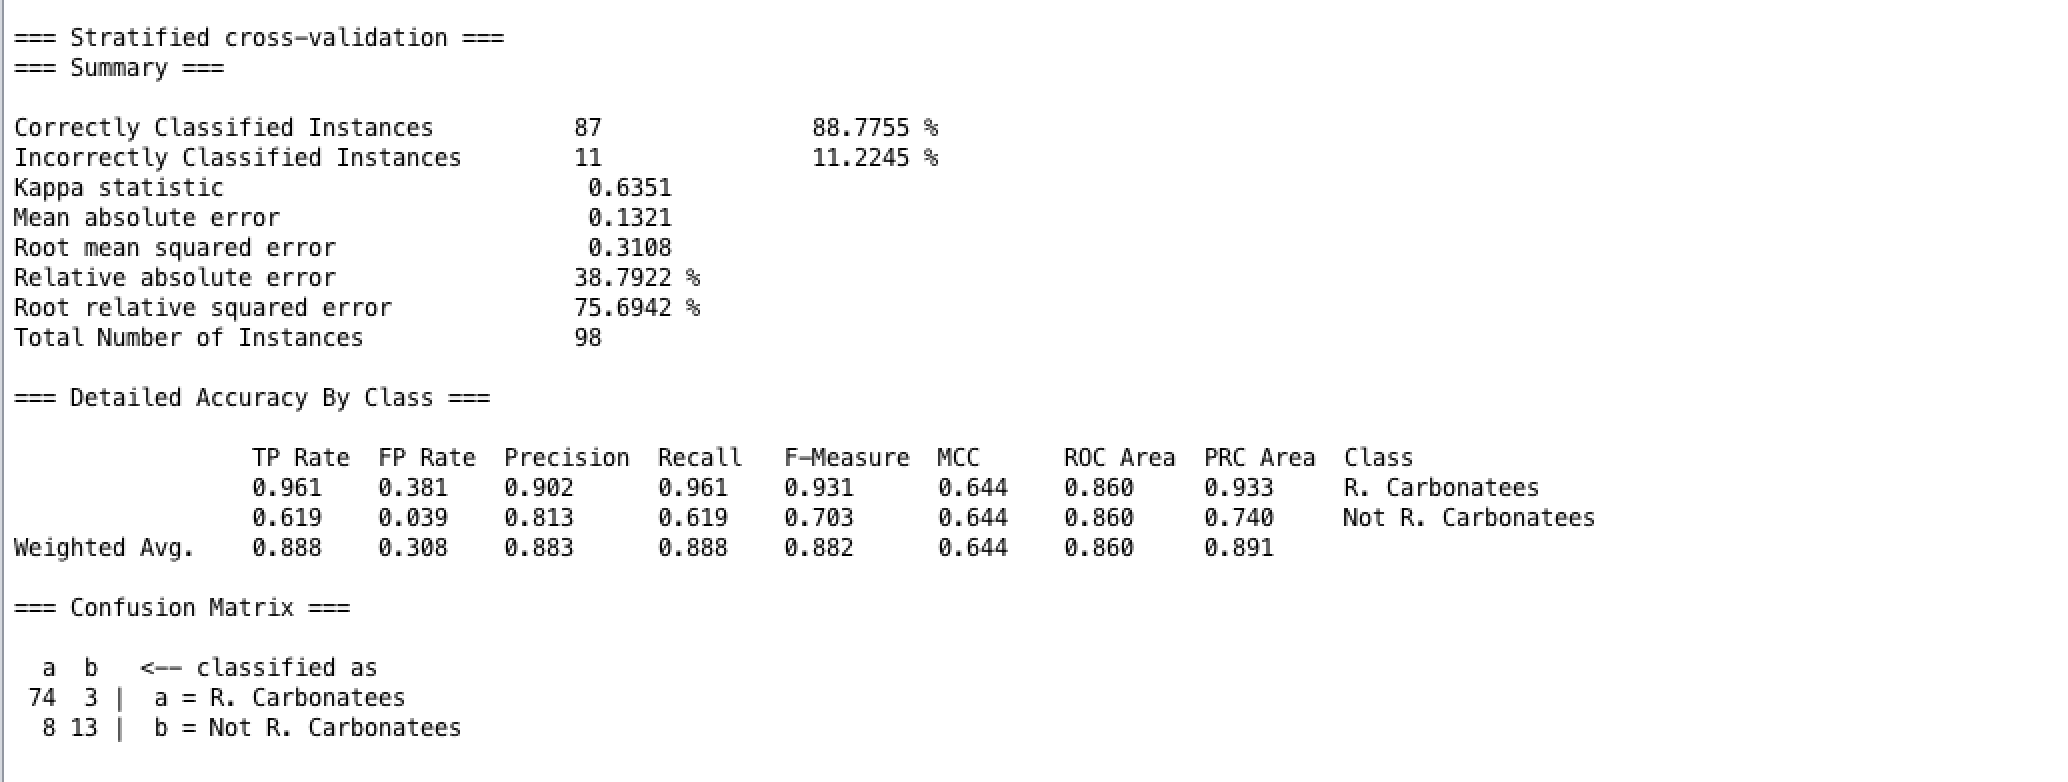 === Stratified cross-validation ===
=== Summary ===
Correctly Classified Instances 87 88.7755 %
Incorrectly Classified Instances 11 11.2245 %
Kappa statistic 0.6351
Mean absolute error 0.1321
Root mean squared error 0.3108
Relative absolute error 38.7922 %
Root relative squared error 75.6942 %
Total Number of Instances 98
=== Detailed Accuracy By Class ===
TP Rate FP Rate Precision Recall F-Measure MCC ROC Area PRC Area Class
0.961 0.381 0.902 0.961 0.931 0.644 0.860 0.933 R. Carbonatees
0.619 0.039 0.813 0.619 0.703 0.644 0.860 0.740 Not R. Carbonatees
Weighted Avg. 0.888 0.308 0.883 0.888 0.882 0.644 0.860 0.891
=== Confusion Matrix ===
a b <-- classified as
74 3 | a = R. Carbonatees
8 13 | b = Not R. Carbonatees